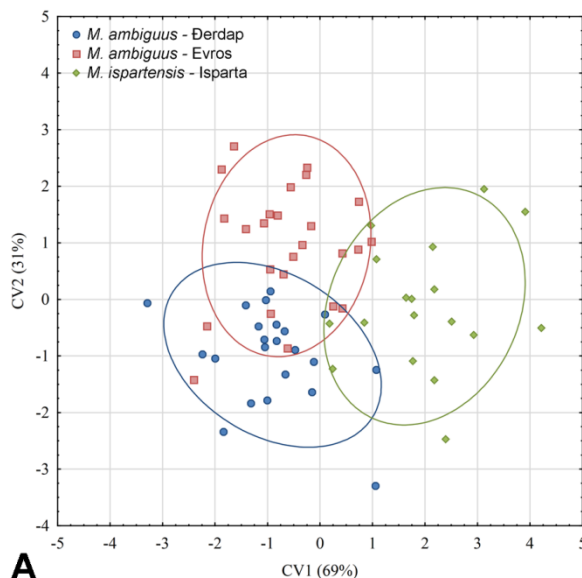 M. ambiguus - Đerdap
M. ambiguus - Evros
M. ispartensis - Isparta
5
4
3
2
1
0
-1
-2
-3
-4
CV2 (31%)
-5 -4 -3 -2 -1 0 1 2 3 4 5
CV1 (69%)
A